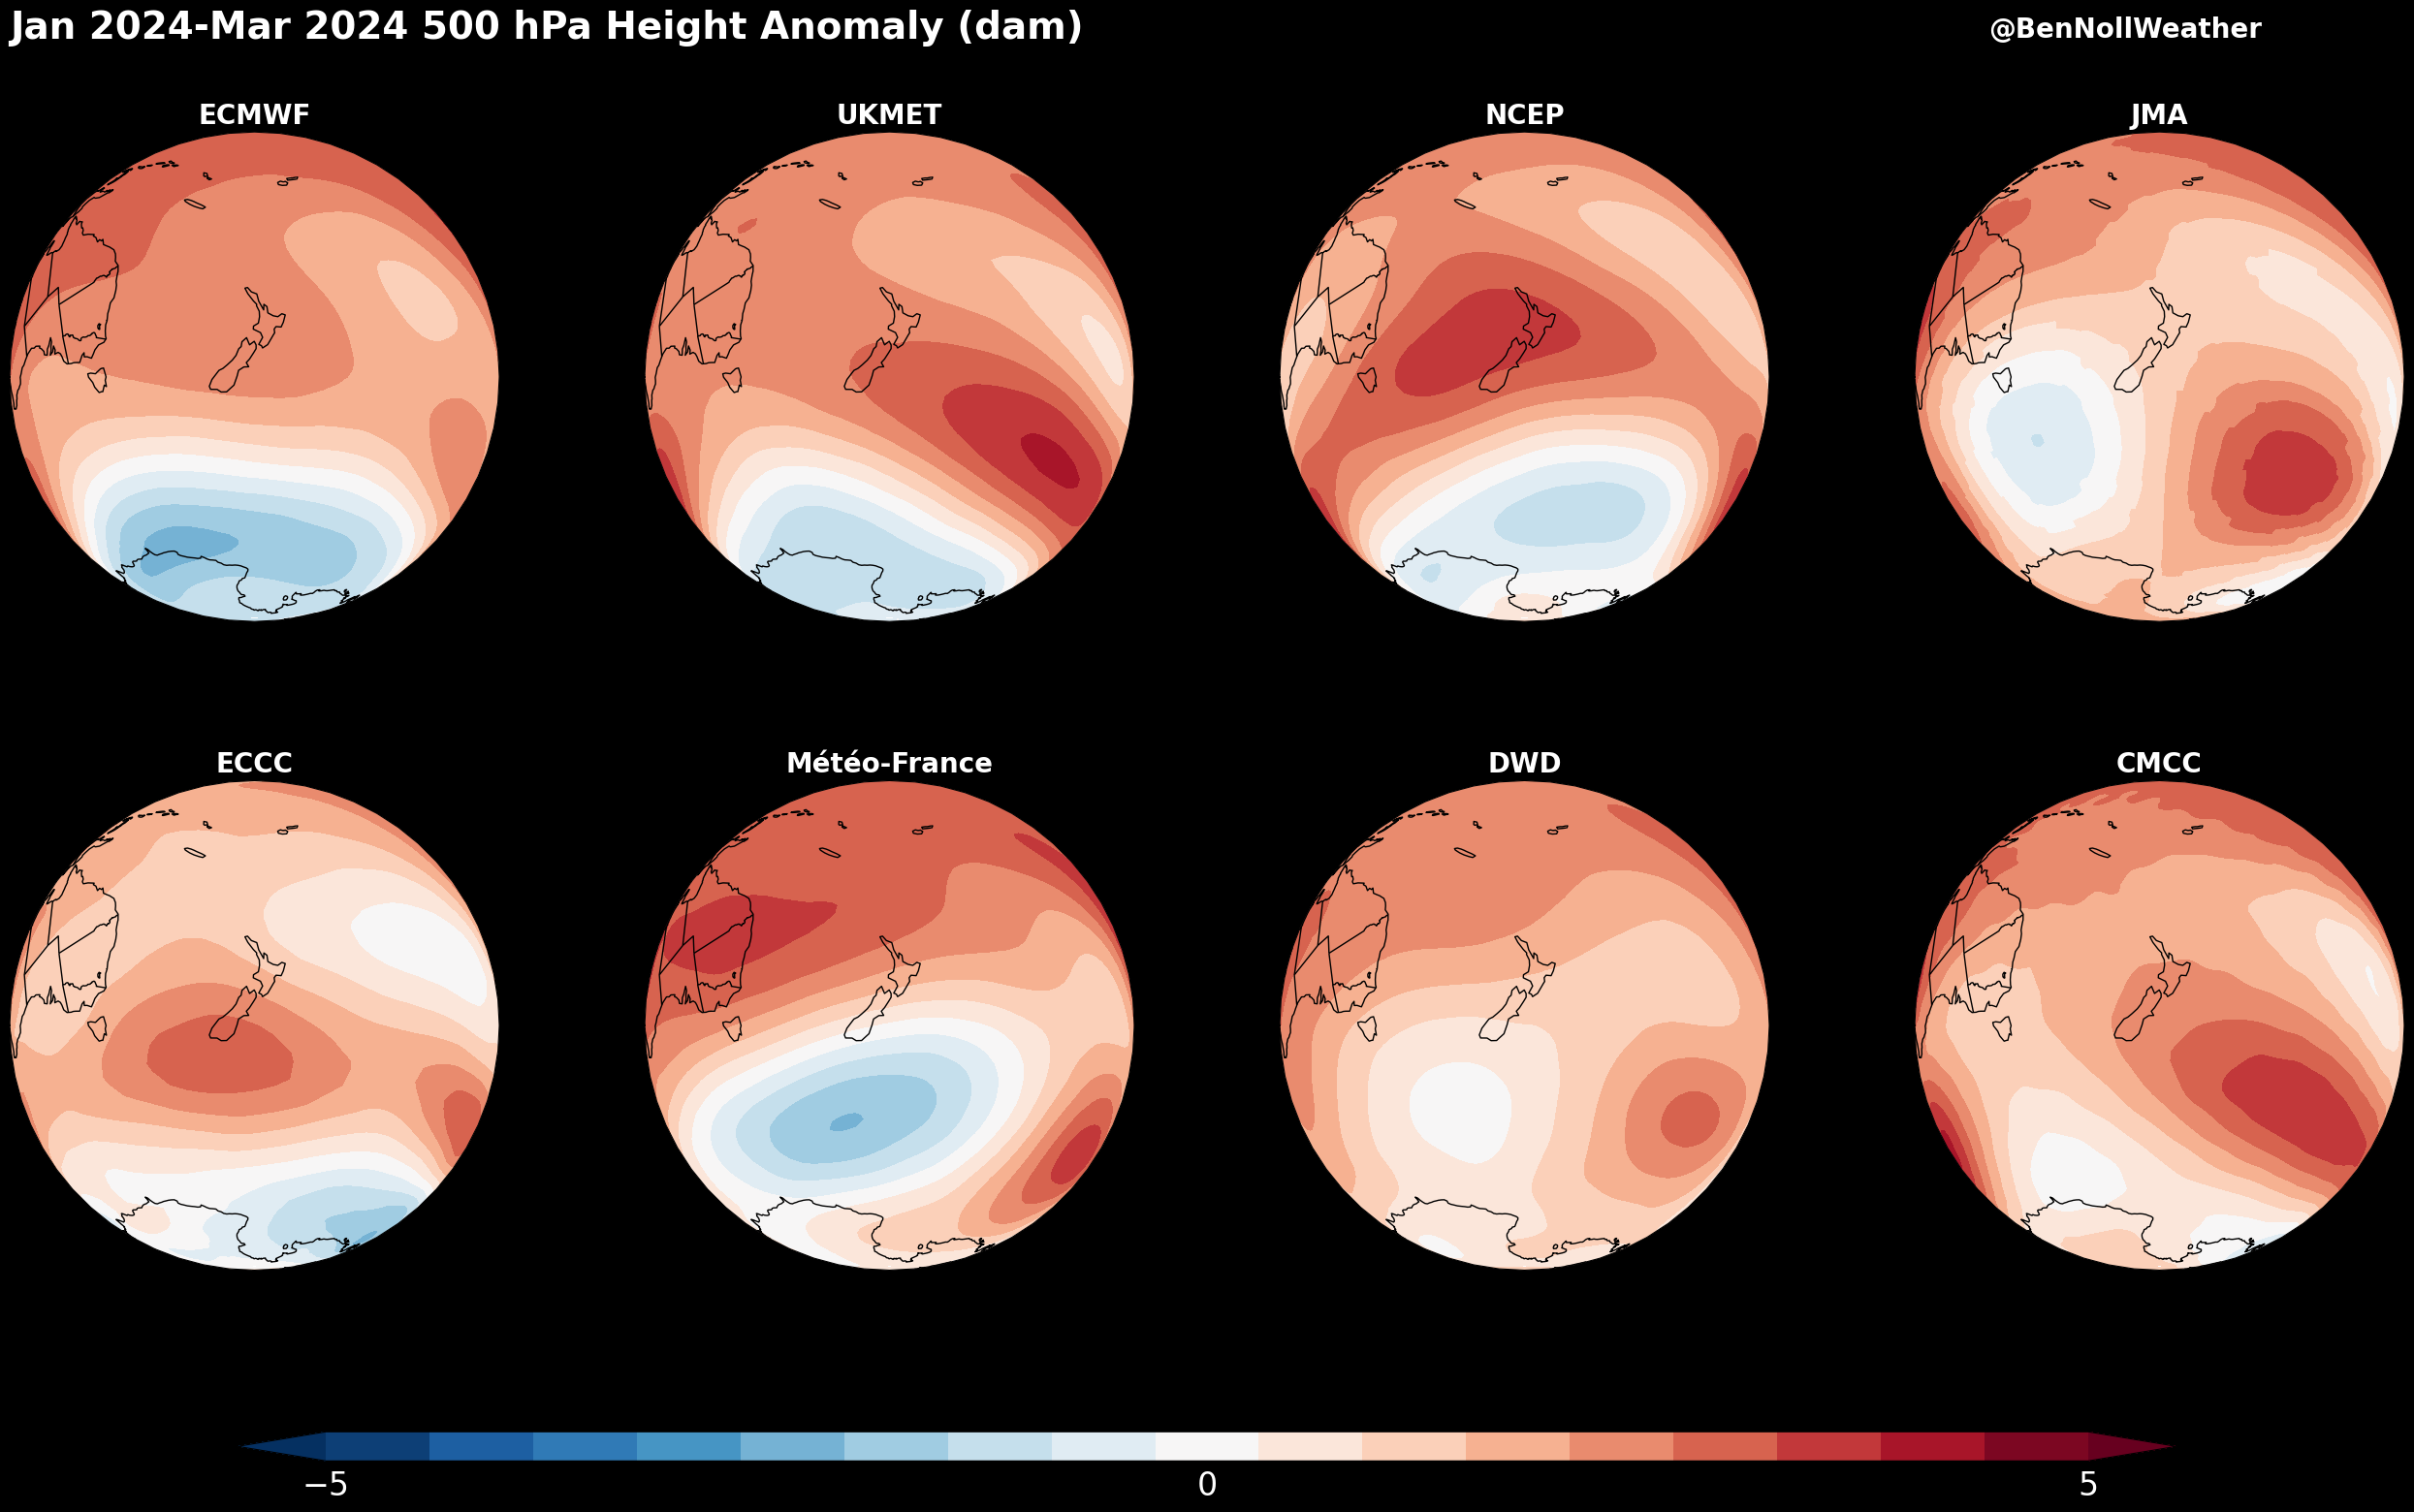 Jan 2024-Mar 2024 500 hPa Height Anomaly (dam)
@BenNollWeather
ECMWF
UKMET
NCEP
JMA
ECCC
Météo-France
DWD
CMCC
−5
0
5